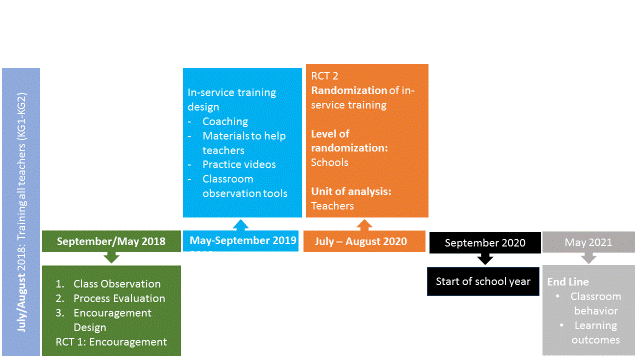 July/August 2018: Training all teachers (KG1-KG2)
In-service training
design
- Coaching
- Materials to help
teachers
- Practice videos
- Classroom
observation tools
RCT 2
Randomization of in-
service training
Level of
randomization:
Schools
Unit of analysis:
Teachers
September/May 2018
May-September 2019
July – August 2020
September 2020
May 2021
1. Class Observation
2. Process Evaluation
3. Encouragement
Design
RCT 1: Encouragement
Start of school year
End Line
• Classroom
behavior
• Learning
outcomes